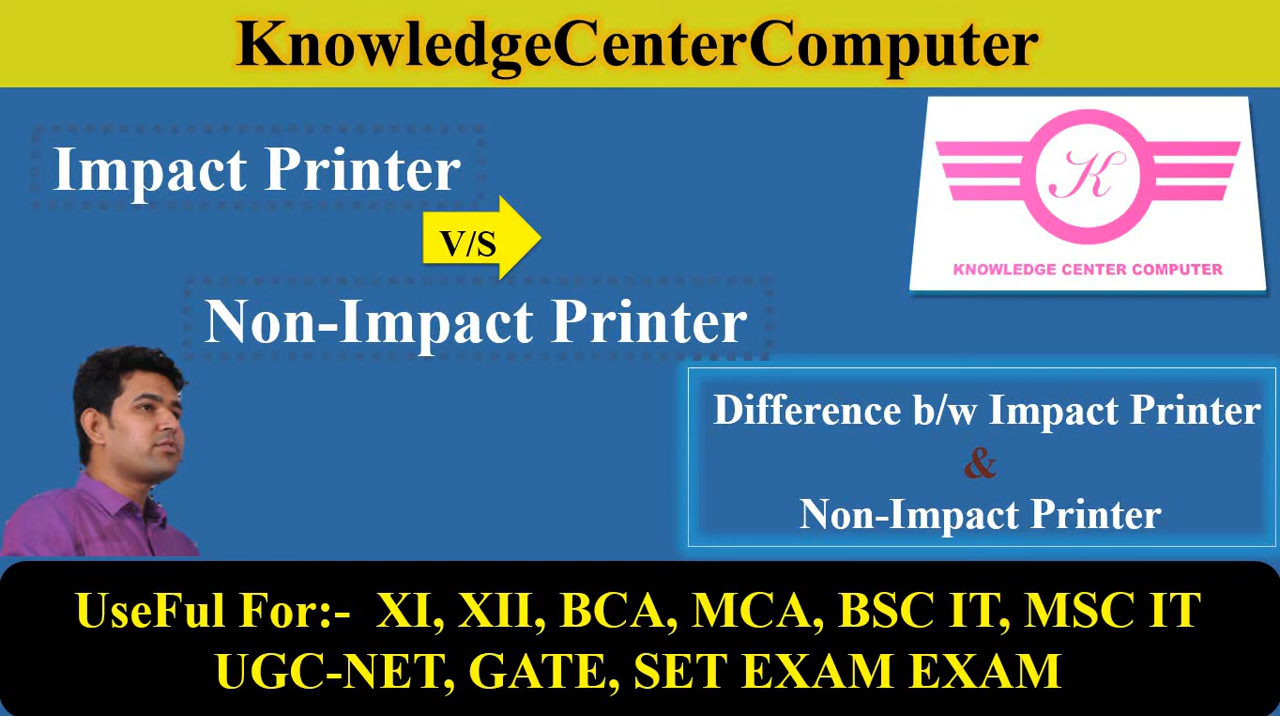 KnowledgeCenterComputer
Impact Printer
V/S
Non-Impact Printer
K
KNOWLEDGE CENTER COMPUTER
Difference b/w Impact Printer
&
Non-Impact Printer
UseFul For:- XI, XII, BCA, MCA, BSC IT, MSC IT
UGC-NET, GATE, SET EXAM EXAM